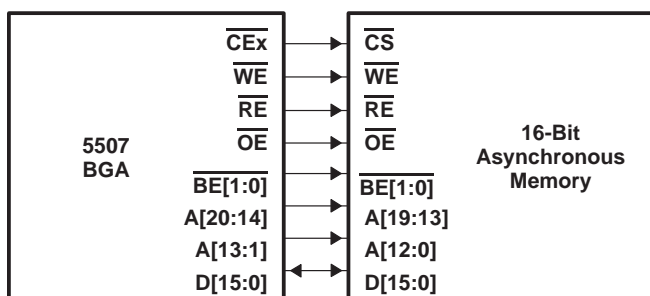 CEx CS
WE WE
RE RE
OE OE
5507
BGA
16-Bit
Asynchronous
Memory
BE[1:0] BE[1:0]
A[20:14] A[19:13]
A[13:1] A[12:0]
D[15:0] D[15:0]